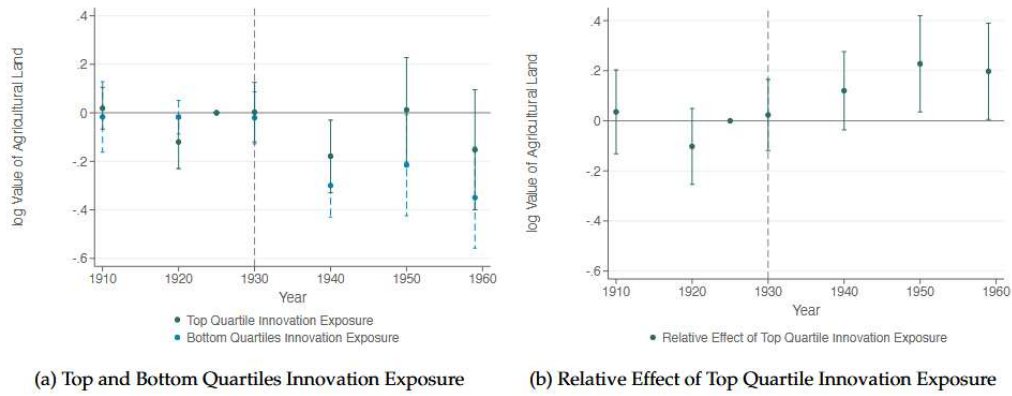 log Value of Agricultural Land
.4
.2
0
-.2
-.4
-.6
1910 1920 1930 1940 1950 1960
Year
Top Quartile Innovation Exposure
Bottom Quartiles Innovation Exposure
(a) Top and Bottom Quartiles Innovation Exposure
log Value of Agricultural Land
.4
.2
0
-.2
-.4
-.6
1910 1920 1930 1940 1950 1960
Year
Relative Effect of Top Quartile Innovation Exposure
(b) Relative Effect of Top Quartile Innovation Exposure